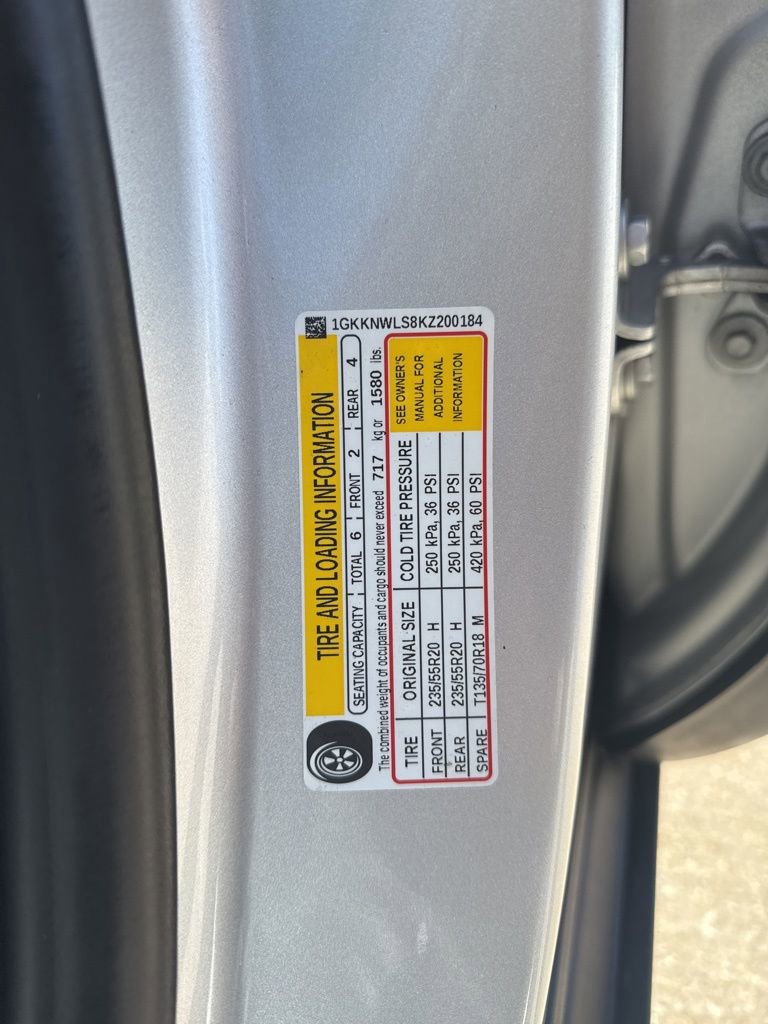 1GKKNWLS8KZ200184
TIRE AND LOADING INFORMATION
SEATING CAPACITY TOTAL 6 FRONT 2 REAR 4
The combined weight of occupants and cargo should never exceed 717 kg or 1580 lbs.
TIRE ORIGINAL SIZE COLD TIRE PRESSURE
FRONT 235/55R20 H 250 kPa, 36 PSI
REAR 235/55R20 H 250 kPa, 36 PSI
SPARE T135/70R18 M 420 kPa, 60 PSI
SEE OWNER'S
MANUAL FOR
ADDITIONAL
INFORMATION